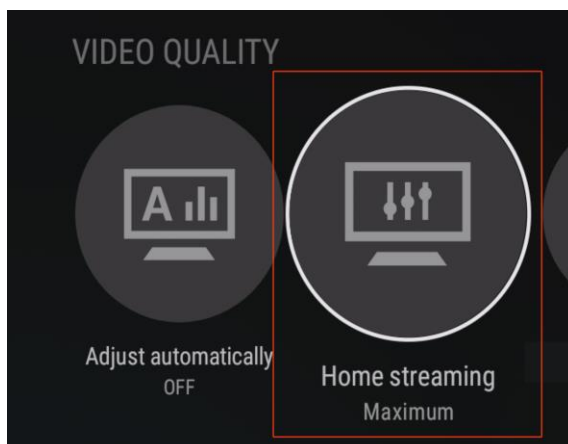 VIDEO QUALITY
A
Adjust automatically
OFF
Home streaming
Maximum